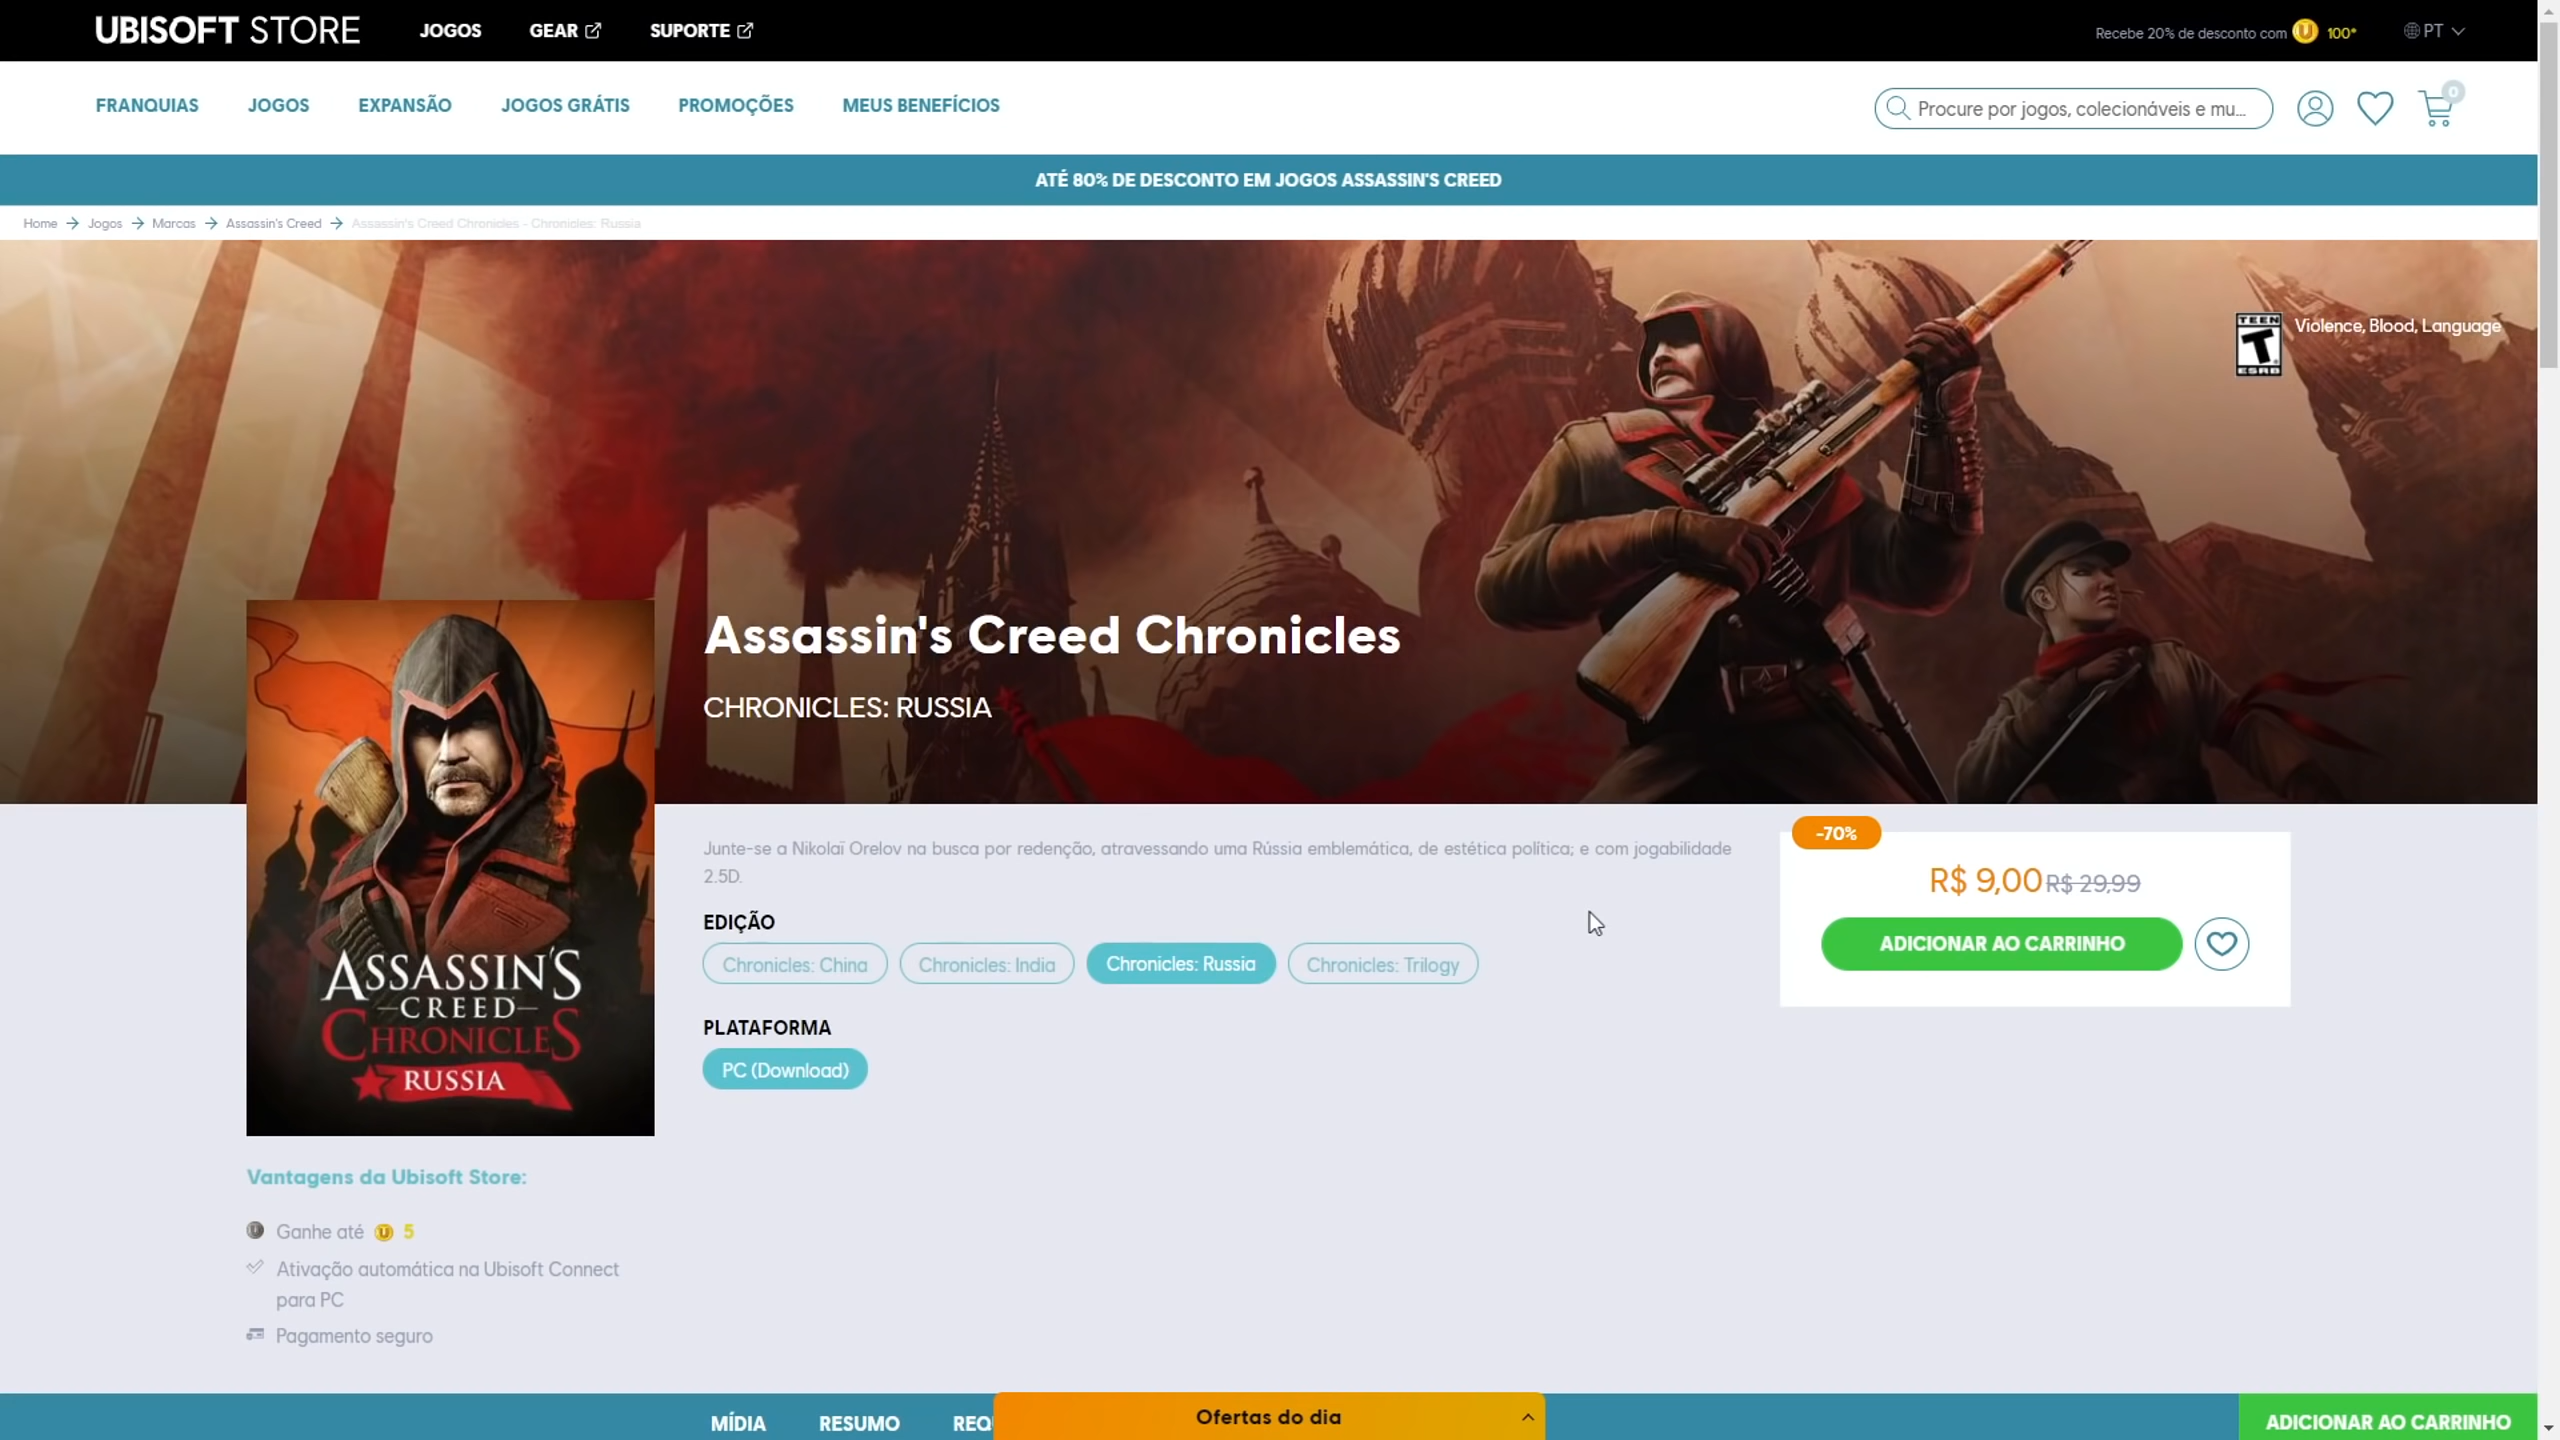 UBISOFT STORE
JOGOS
GEAR
SUPORTE
Recebe 20% de desconto com 100*
PT
FRANQUIAS
JOGOS
EXPANSÃO
JOGOS GRÁTIS
PROMOÇÕES
MEUS BENEFÍCIOS
Procure por jogos, colecionáveis e mu...
0
ATÉ 80% DE DESCONTO EM JOGOS ASSASSIN'S CREED
Home
Jogos
Marcas
Assassin's Creed
Assassin's Creed Chronicles - Chronicles: Russia
TEEN
T
ESRB
Violence, Blood, Language
Assassin's Creed Chronicles
CHRONICLES: RUSSIA
ASSASSIN'S
CREED
CHRONICLES
RUSSIA
Junte-se a Nikolaï Orelov na busca por redenção, atravessando uma Rússia emblemática, de estética política; e com jogabilidade
2.5D.
EDIÇÃO
Chronicles: China
Chronicles: India
Chronicles: Russia
Chronicles: Trilogy
PLATAFORMA
PC (Download)
-70%
R$ 9,00 R$ 29,99
ADICIONAR AO CARRINHO
Vantagens da Ubisoft Store:
Ganhe até 5
Ativação automática na Ubisoft Connect
para PC
Pagamento seguro
MÍDIA
RESUMO
REQ
Ofertas do dia
ADICIONAR AO CARRINHO